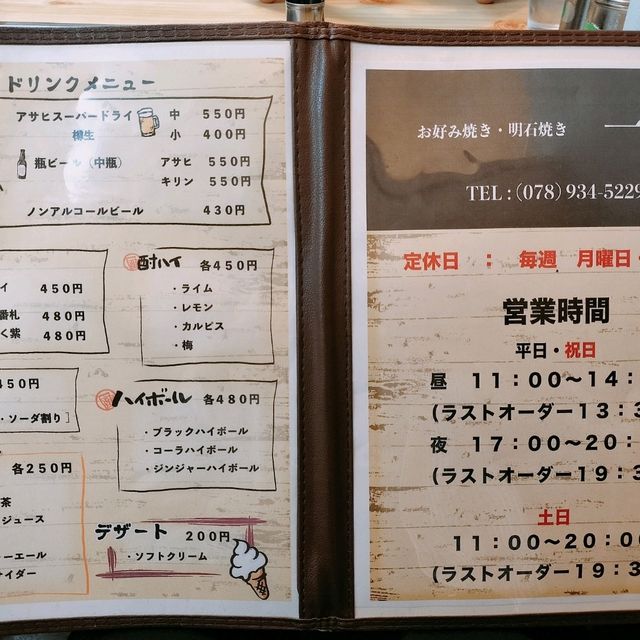 ドリンクメニュー
アサヒスーパードライ 中 550円
樽生 小 400円
瓶ビール（中瓶） アサヒ 550円
キリン 550円
ノンアルコールビール 430円
イ 450円
番札 480円
く紫 480円
酎ハイ 各450円
・ライム
・レモン
・カルピス
・梅
450円
・ソーダ割り］
ハイボール 各480円
・ブラックハイボール
・コーラハイボール
・ジンジャーハイボール
各250円
茶
ジュース
ーエール
サイダー
デザート 200円
・ソフトクリーム
お好み焼き・明石焼き
TEL：（078）934-5229
定休日 ： 毎週 月曜日・
営業時間
平日・祝日
昼 11：00〜14：
（ラストオーダー13：3
夜 17：00〜20：
（ラストオーダー19：3
土日
11：00〜20：00
（ラストオーダー19：3